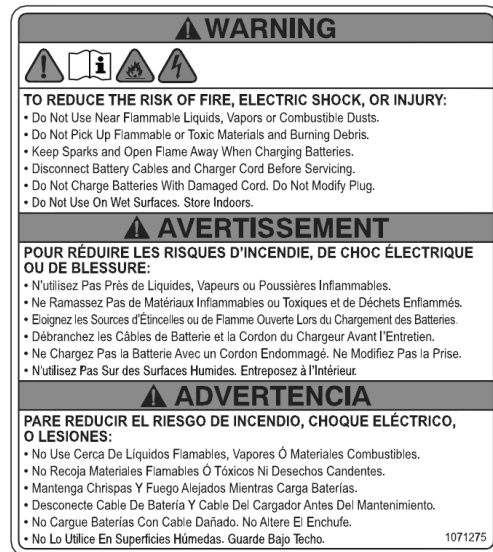 WARNING
TO REDUCE THE RISK OF FIRE, ELECTRIC SHOCK, OR INJURY:
• Do Not Use Near Flammable Liquids, Vapors or Combustible Dusts.
• Do Not Pick Up Flammable or Toxic Materials and Burning Debris.
• Keep Sparks and Open Flame Away When Charging Batteries.
• Disconnect Battery Cables and Charger Cord Before Servicing.
• Do Not Charge Batteries With Damaged Cord. Do Not Modify Plug.
• Do Not Use On Wet Surfaces. Store Indoors.
AVERTISSEMENT
POUR RÉDUIRE LES RISQUES D'INCENDIE, DE CHOC ÉLECTRIQUE
OU DE BLESSURE:
• N'utilisez Pas Près de Liquides, Vapeurs ou Poussières Inflammables.
• Ne Ramassez Pas de Matériaux Inflammables ou Toxiques et de Déchets Enflammés.
• Eloignez les Sources d'Étincelles ou de Flamme Ouverte Lors du Chargement des Batteries.
• Débranchez les Câbles de Batterie et la Cordon du Chargeur Avant l'Entretien.
• Ne Chargez Pas la Batterie Avec un Cordon Endommagé. Ne Modifiez Pas la Prise.
• N'utilisez Pas Sur des Surfaces Humides. Entreposez à l'Intérieur.
ADVERTENCIA
PARE REDUCIR EL RIESGO DE INCENDIO, CHOQUE ELÉCTRICO,
O LESIONES:
• No Use Cerca De Líquidos Flamables, Vapores Ó Materiales Combustibles.
• No Recoja Materiales Flamables Ó Tóxicos Ni Desechos Candentes.
• Mantenga Chrispas Y Fuego Alejados Mientras Carga Baterías.
• Desconecte Cable De Batería Y Cable Del Cargador Antes Del Mantenimiento.
• No Cargue Baterías Con Cable Dañado. No Altere El Enchufe.
• No Lo Utilice En Superficies Húmedas. Guarde Bajo Techo.
1071275